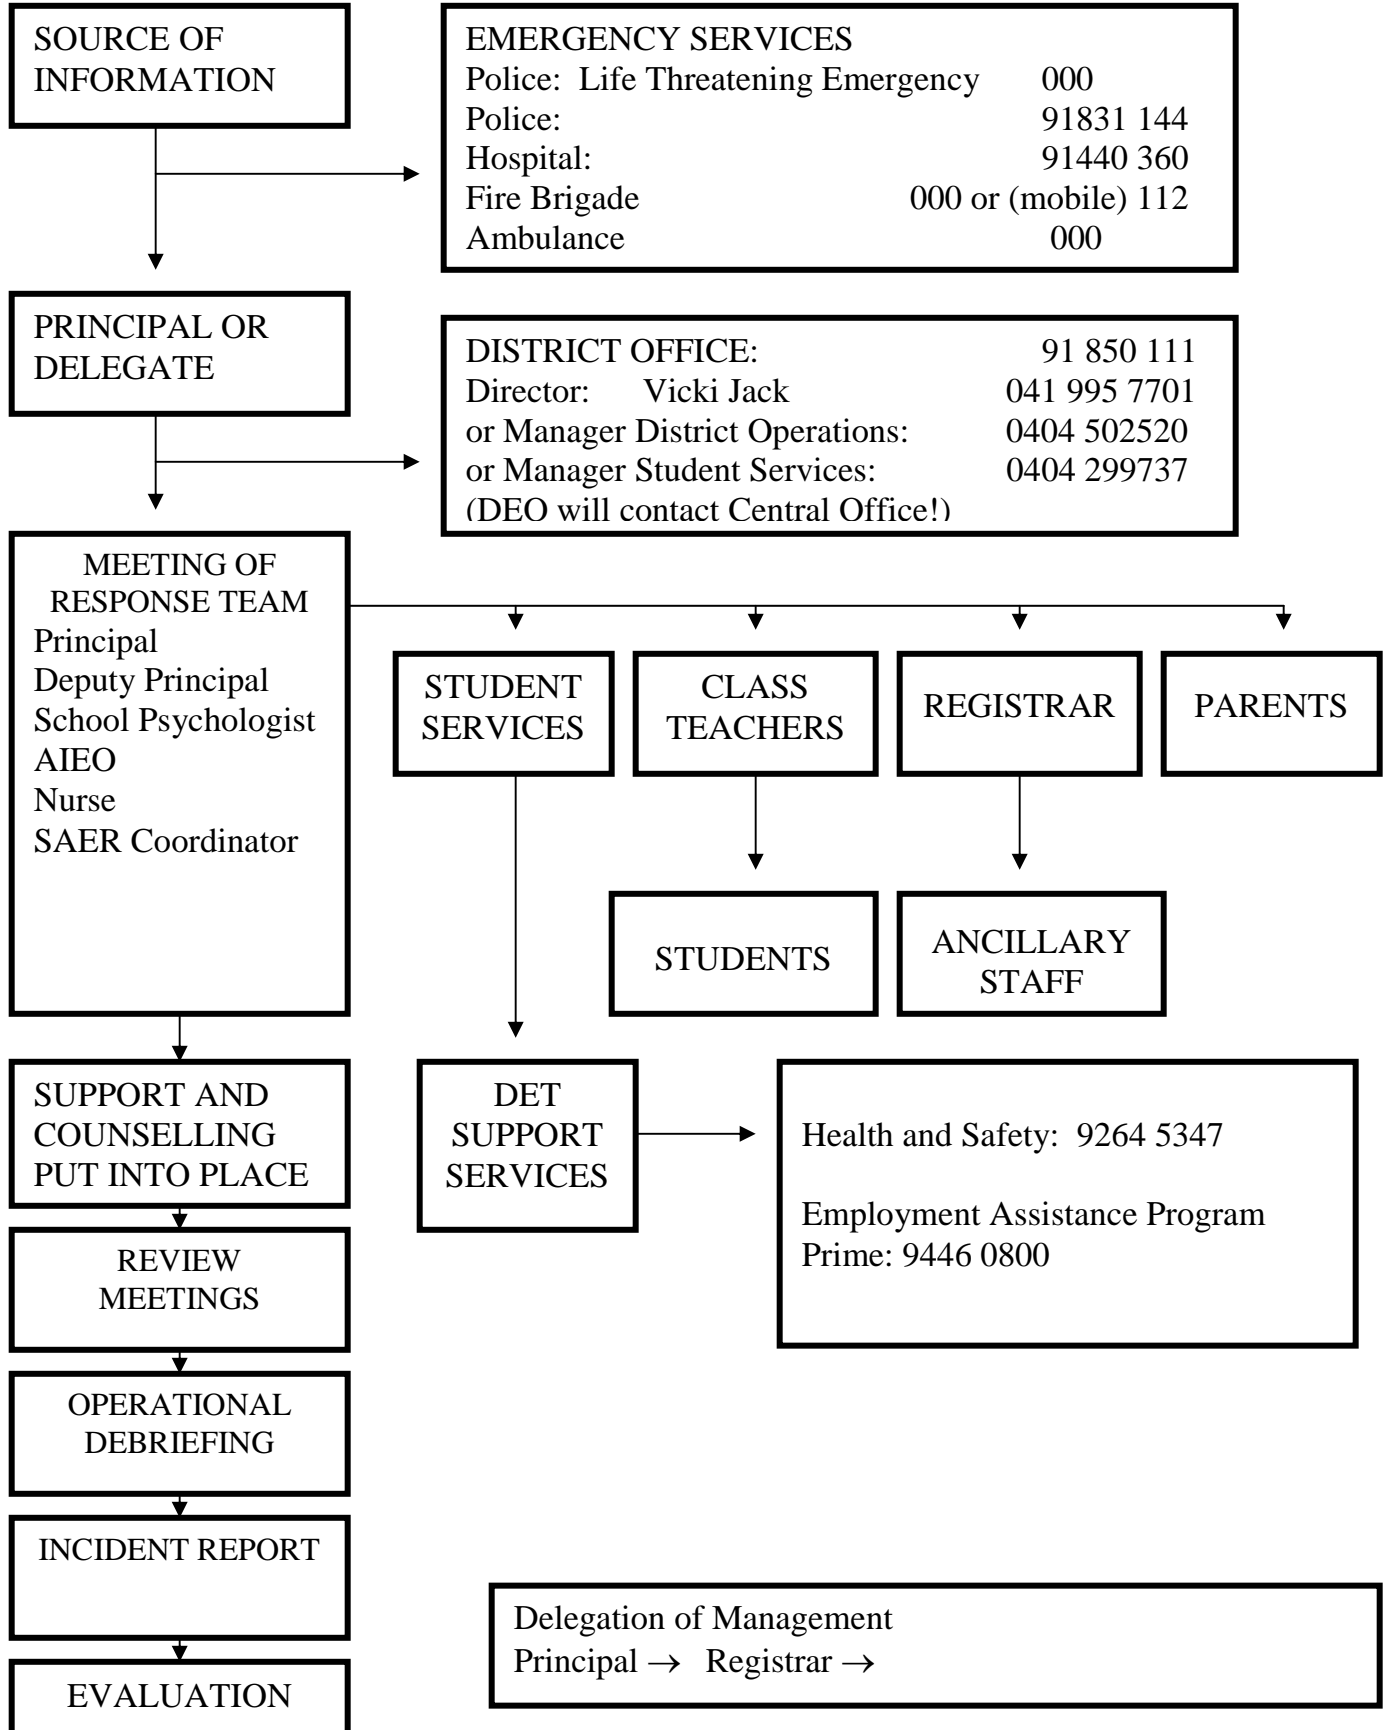 SOURCE OF
INFORMATION
EMERGENCY SERVICES
Police:  Life Threatening Emergency 000
Police: 91831 144
Hospital: 91440 360
Fire Brigade 000 or (mobile) 112
Ambulance 000
PRINCIPAL OR
DELEGATE
DISTRICT OFFICE: 91 850 111
Director: Vicki Jack 041 995 7701
or Manager District Operations: 0404 502520
or Manager Student Services: 0404 299737
(DEO will contact Central Office!)
MEETING OF
RESPONSE TEAM
Principal
Deputy Principal
School Psychologist
AIEO
Nurse
SAER Coordinator
STUDENT
SERVICES
CLASS
TEACHERS
REGISTRAR
PARENTS
STUDENTS
ANCILLARY
STAFF
SUPPORT AND
COUNSELLING
PUT INTO PLACE
DET
SUPPORT
SERVICES
Health and Safety:  9264 5347
Employment Assistance Program
Prime: 9446 0800
REVIEW
MEETINGS
OPERATIONAL
DEBRIEFING
INCIDENT REPORT
Delegation of Management
Principal →  Registrar →
EVALUATION